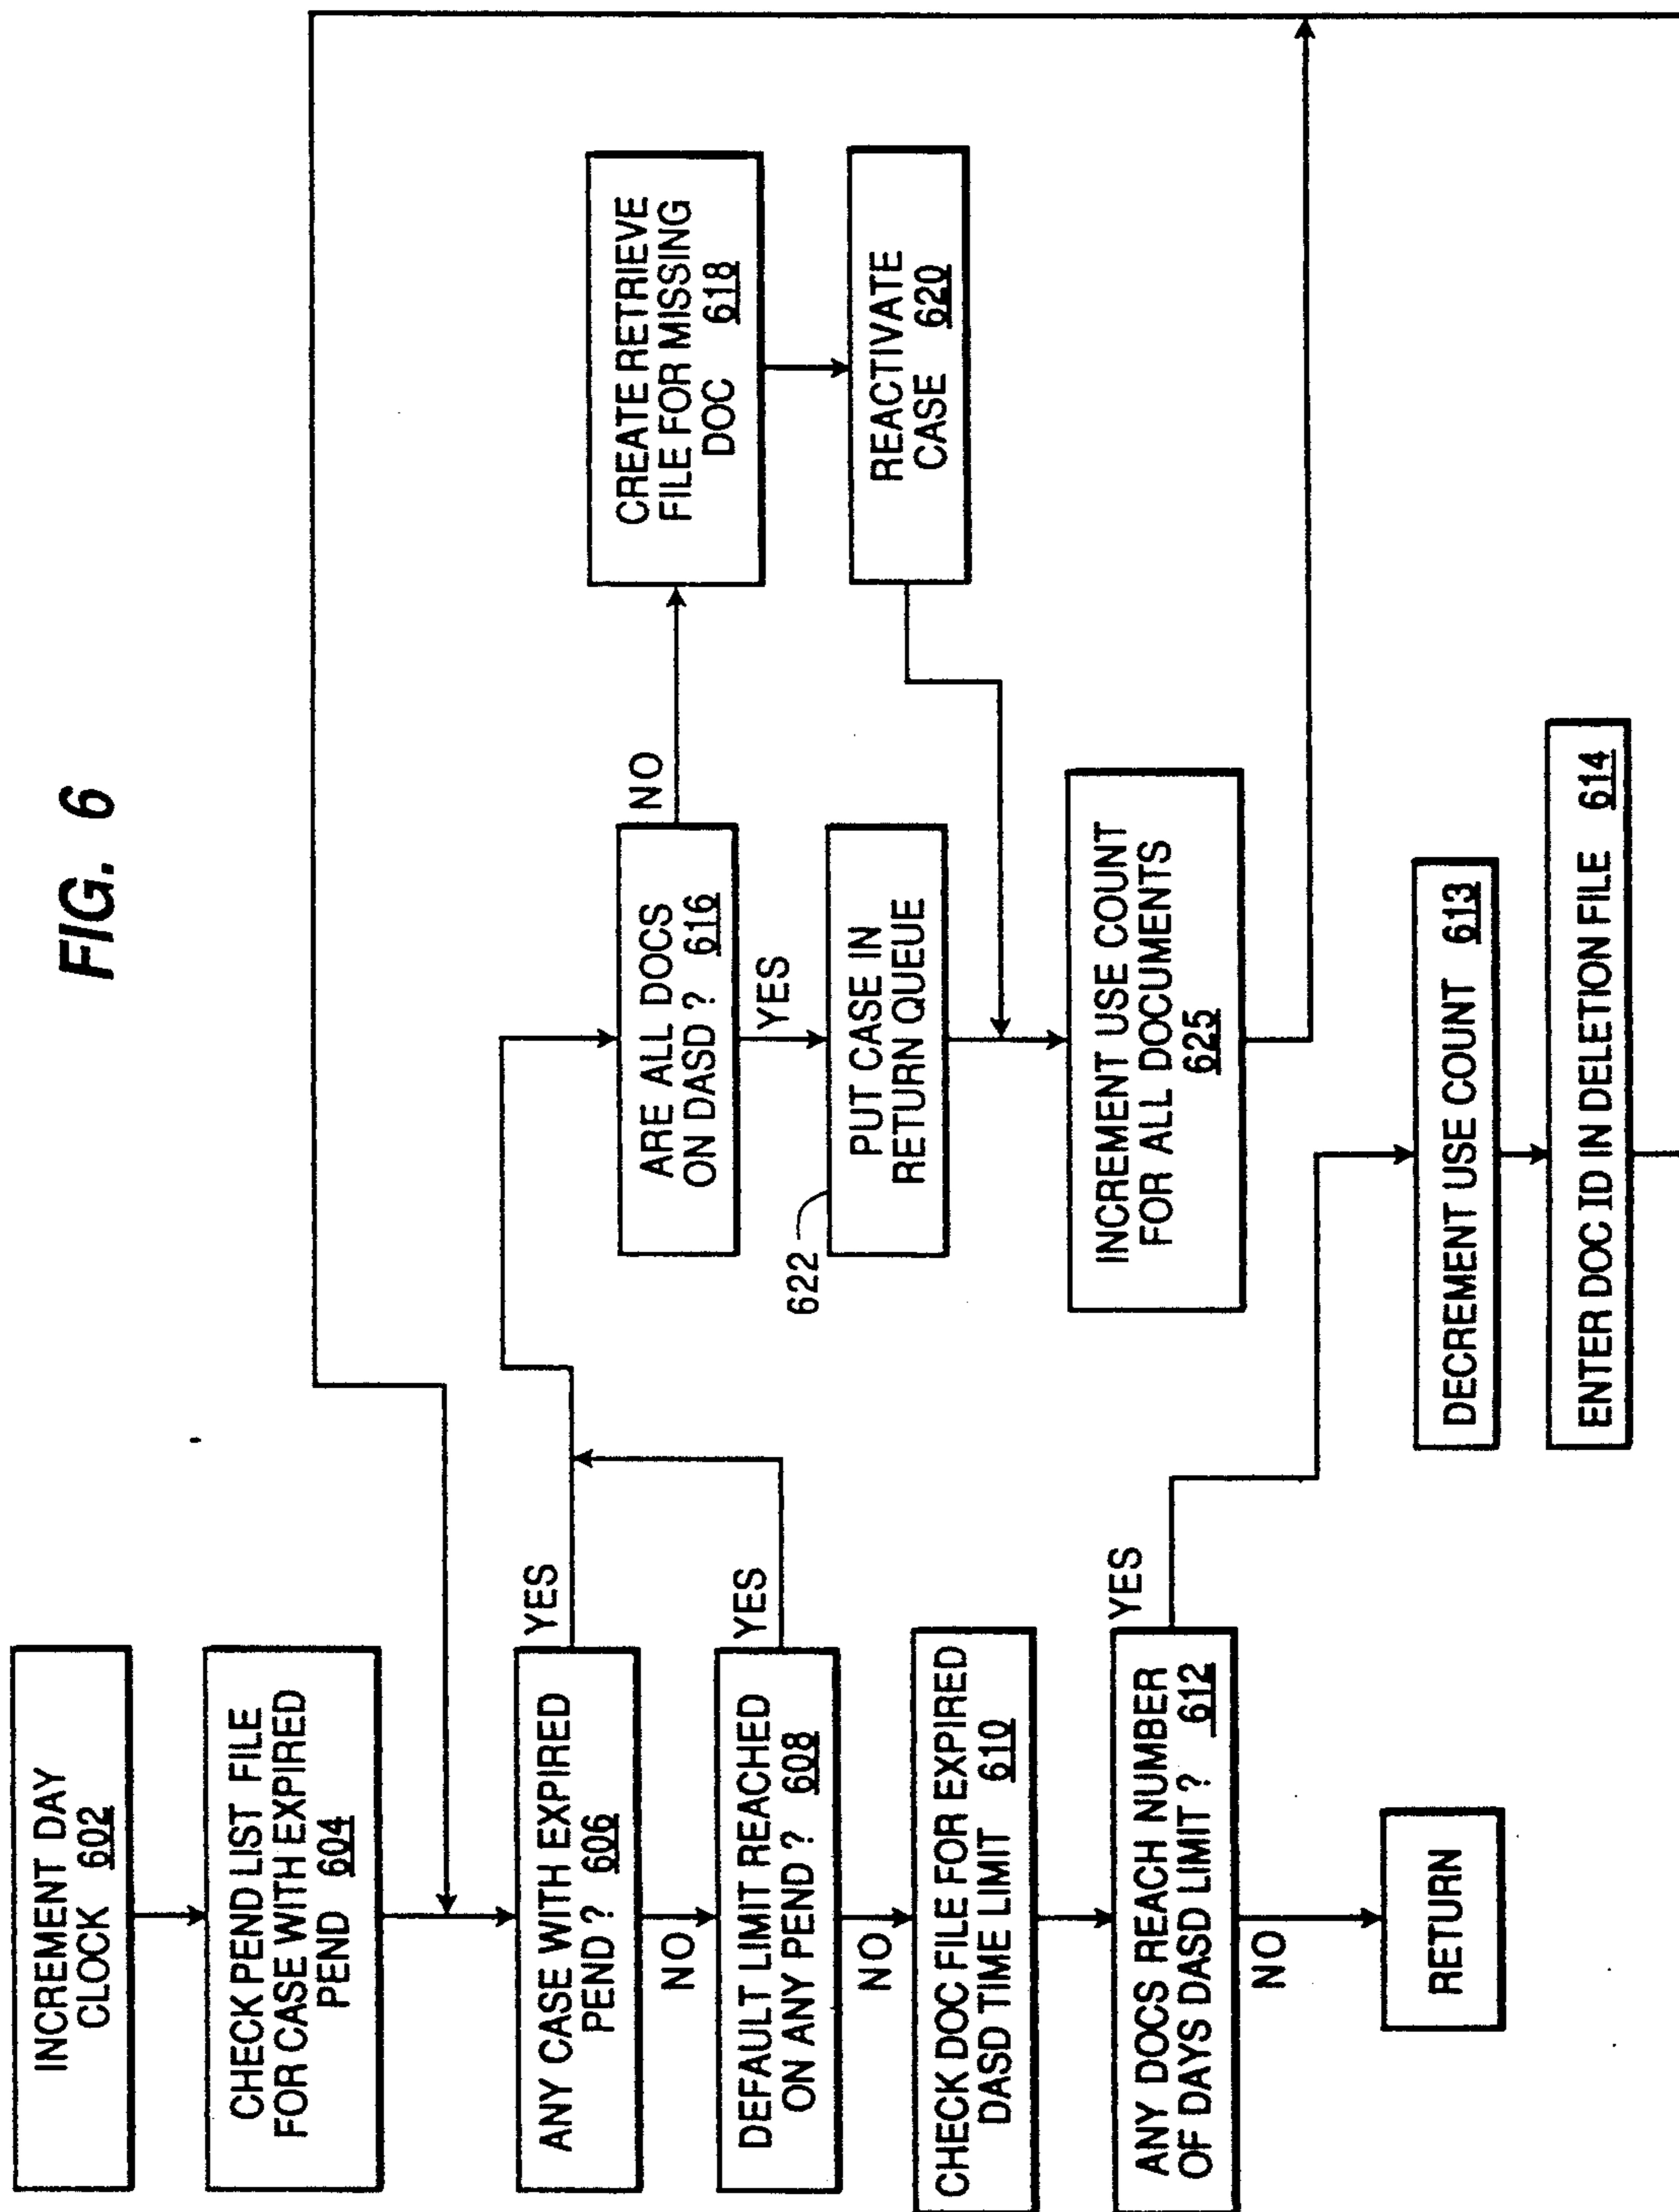 FIG. 6
INCREMENT DAY
CLOCK 602
CHECK PEND LIST FILE
FOR CASE WITH EXPIRED
PEND 604
ANY CASE WITH EXPIRED
PEND ? 606
YES
NO
DEFAULT LIMIT REACHED
ON ANY PEND ? 608
YES
NO
CHECK DOC FILE FOR EXPIRED
DASD TIME LIMIT 610
ANY DOCS REACH NUMBER
OF DAYS DASD LIMIT ? 612
YES
NO
RETURN
ARE ALL DOCS
ON DASD ? 616
NO
YES
CREATE RETRIEVE
FILE FOR MISSING
DOC 618
REACTIVATE
CASE 620
622
PUT CASE IN
RETURN QUEUE
INCREMENT USE COUNT
FOR ALL DOCUMENTS
625
DECREMENT USE COUNT 613
ENTER DOC ID IN DELETION FILE 614